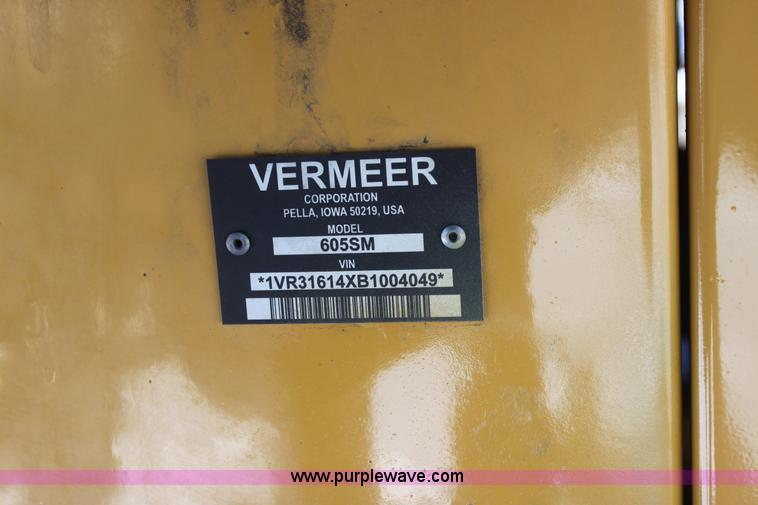 VERMEER
CORPORATION
PELLA, IOWA 50219, USA
MODEL
605SM
VIN
*1VR31614XB1004049*
www.purplewave.com